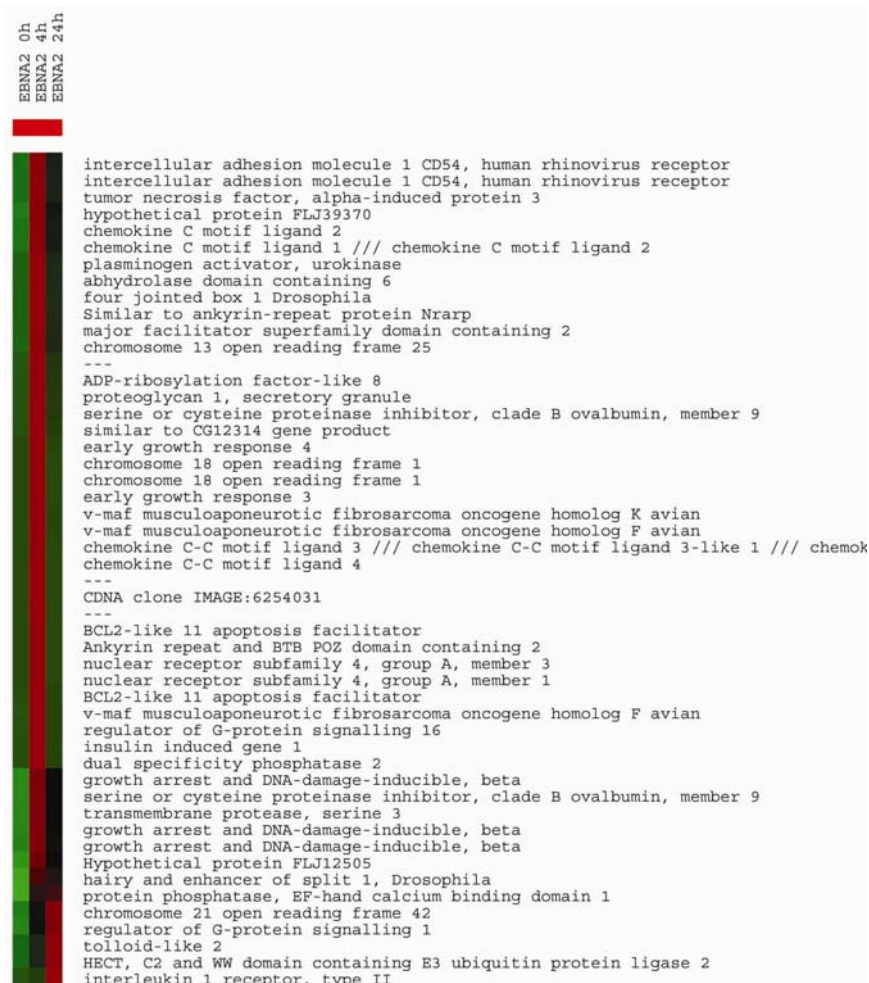 EBNA2 0h
EBNA2 4h
EBNA2 24h
intercellular adhesion molecule 1 CD54, human rhinovirus receptor
intercellular adhesion molecule 1 CD54, human rhinovirus receptor
tumor necrosis factor, alpha-induced protein 3
hypothetical protein FLJ39370
chemokine C motif ligand 2
chemokine C motif ligand 1 /// chemokine C motif ligand 2
plasminogen activator, urokinase
abhydrolase domain containing 6
four jointed box 1 Drosophila
Similar to ankyrin-repeat protein Nrarp
major facilitator superfamily domain containing 2
chromosome 13 open reading frame 25
---
ADP-ribosylation factor-like 8
proteoglycan 1, secretory granule
serine or cysteine proteinase inhibitor, clade B ovalbumin, member 9
similar to CG12314 gene product
early growth response 4
chromosome 18 open reading frame 1
chromosome 18 open reading frame 1
early growth response 3
v-maf musculoaponeurotic fibrosarcoma oncogene homolog K avian
v-maf musculoaponeurotic fibrosarcoma oncogene homolog F avian
chemokine C-C motif ligand 3 /// chemokine C-C motif ligand 3-like 1 /// chemok
chemokine C-C motif ligand 4
---
CDNA clone IMAGE:6254031
---
BCL2-like 11 apoptosis facilitator
Ankyrin repeat and BTB POZ domain containing 2
nuclear receptor subfamily 4, group A, member 3
nuclear receptor subfamily 4, group A, member 1
BCL2-like 11 apoptosis facilitator
v-maf musculoaponeurotic fibrosarcoma oncogene homolog F avian
regulator of G-protein signalling 16
insulin induced gene 1
dual specificity phosphatase 2
growth arrest and DNA-damage-inducible, beta
serine or cysteine proteinase inhibitor, clade B ovalbumin, member 9
transmembrane protease, serine 3
growth arrest and DNA-damage-inducible, beta
growth arrest and DNA-damage-inducible, beta
Hypothetical protein FLJ12505
hairy and enhancer of split 1, Drosophila
protein phosphatase, EF-hand calcium binding domain 1
chromosome 21 open reading frame 42
regulator of G-protein signalling 1
tolloid-like 2
HECT, C2 and WW domain containing E3 ubiquitin protein ligase 2
interleukin 1 receptor, type II